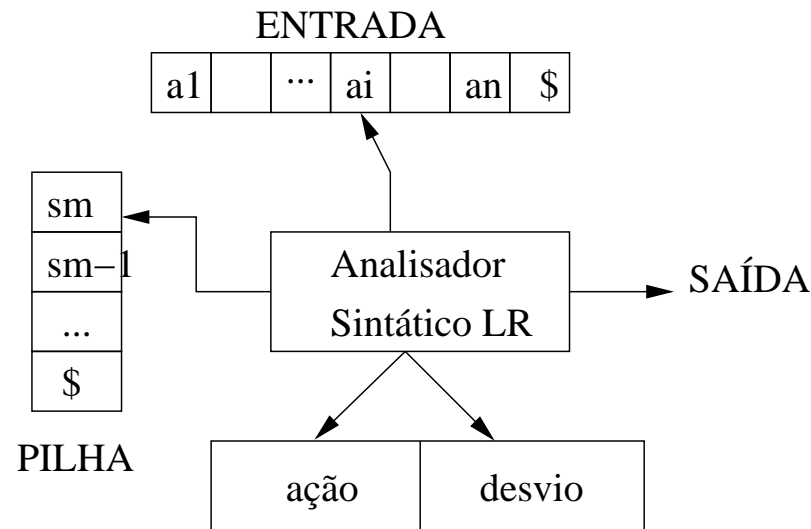 ENTRADA
a1 ... ai an $
sm
sm−1
...
$
PILHA
Analisador
Sintático LR
SAÍDA
ação desvio